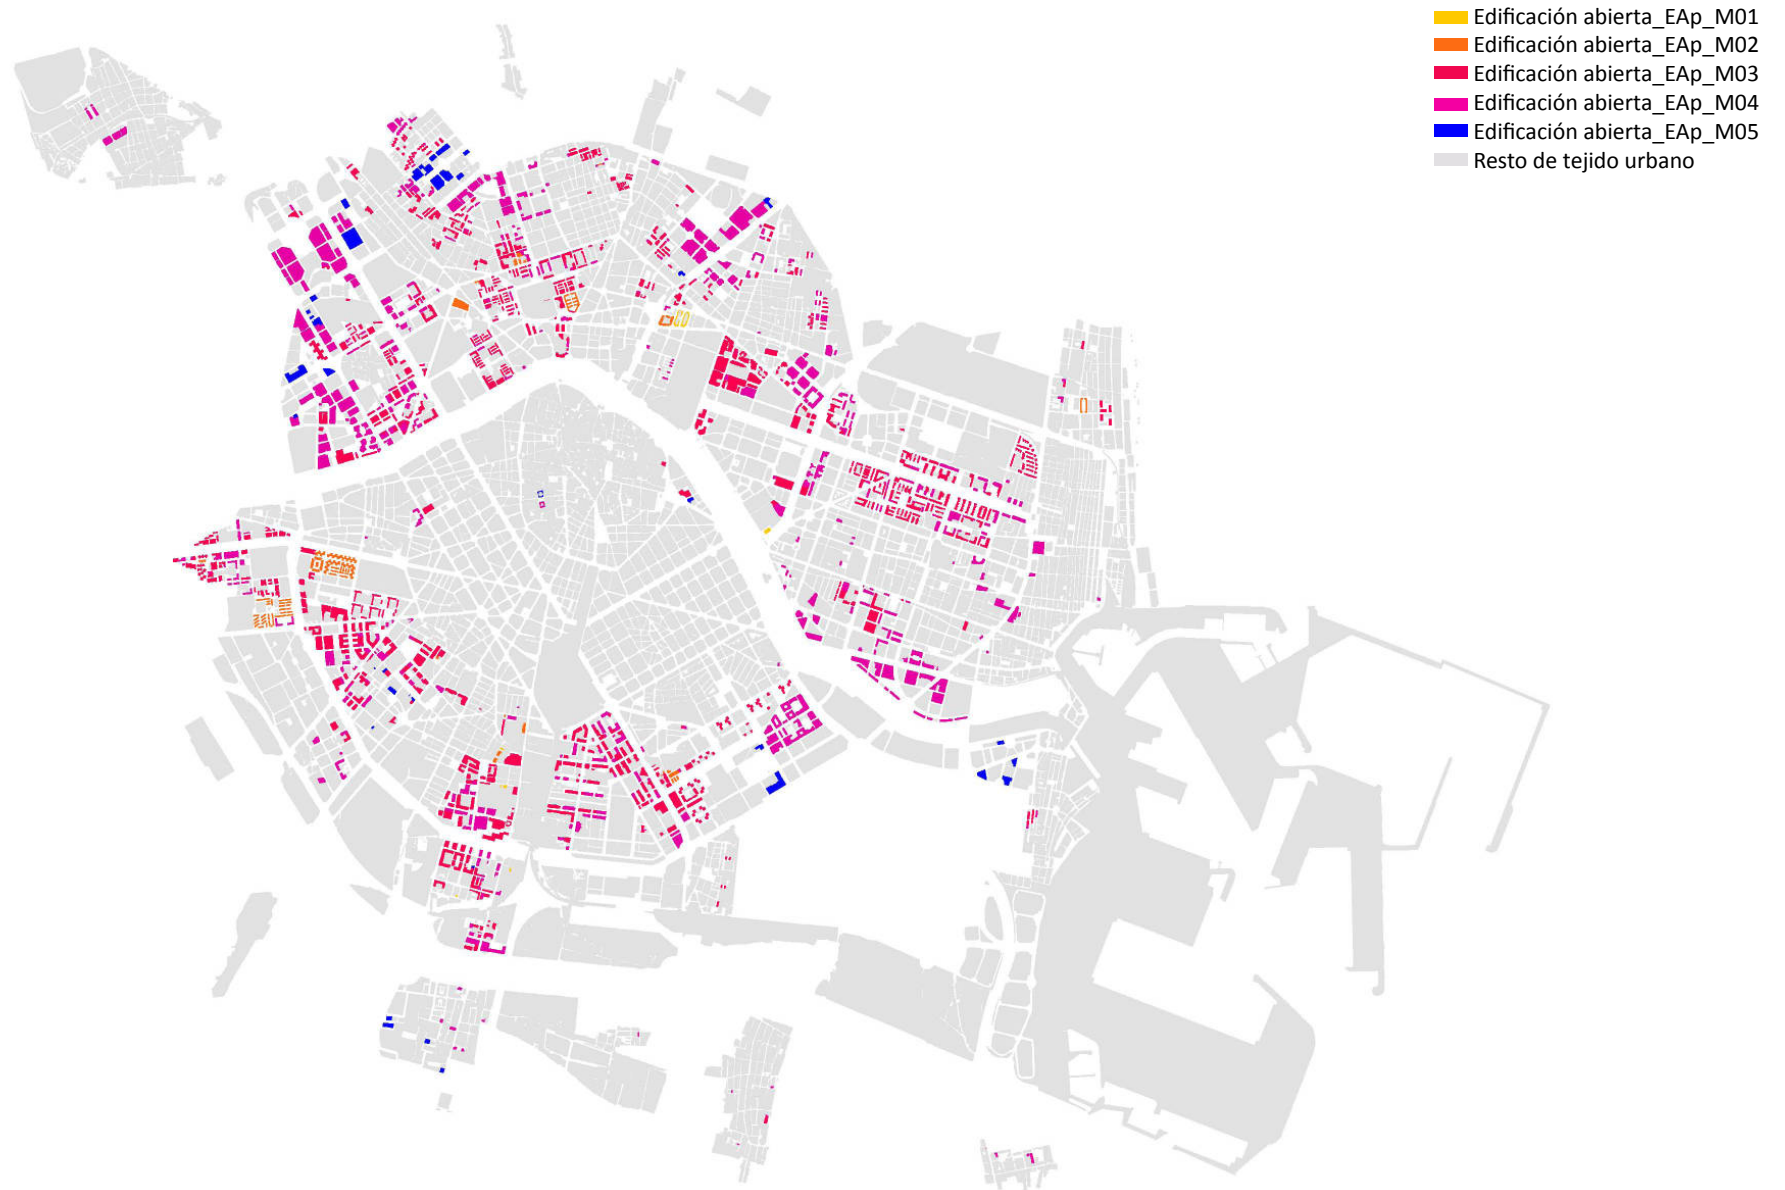 Edificación abierta_EAp_M01
Edificación abierta_EAp_M02
Edificación abierta_EAp_M03
Edificación abierta_EAp_M04
Edificación abierta_EAp_M05
Resto de tejido urbano